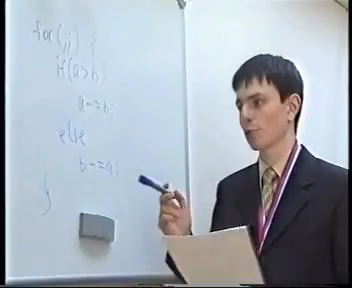 for(;;) {
if(a>b)
a-=b;
else
b-=a;
}